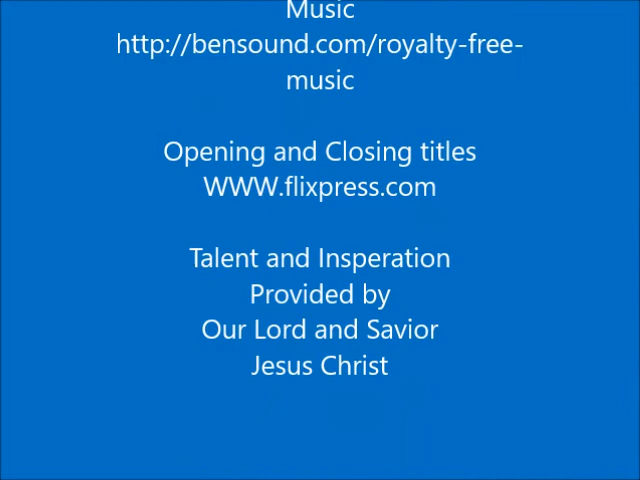 Music
http://bensound.com/royalty-free-
music
Opening and Closing titles
WWW.flixpress.com
Talent and Insperation
Provided by
Our Lord and Savior
Jesus Christ